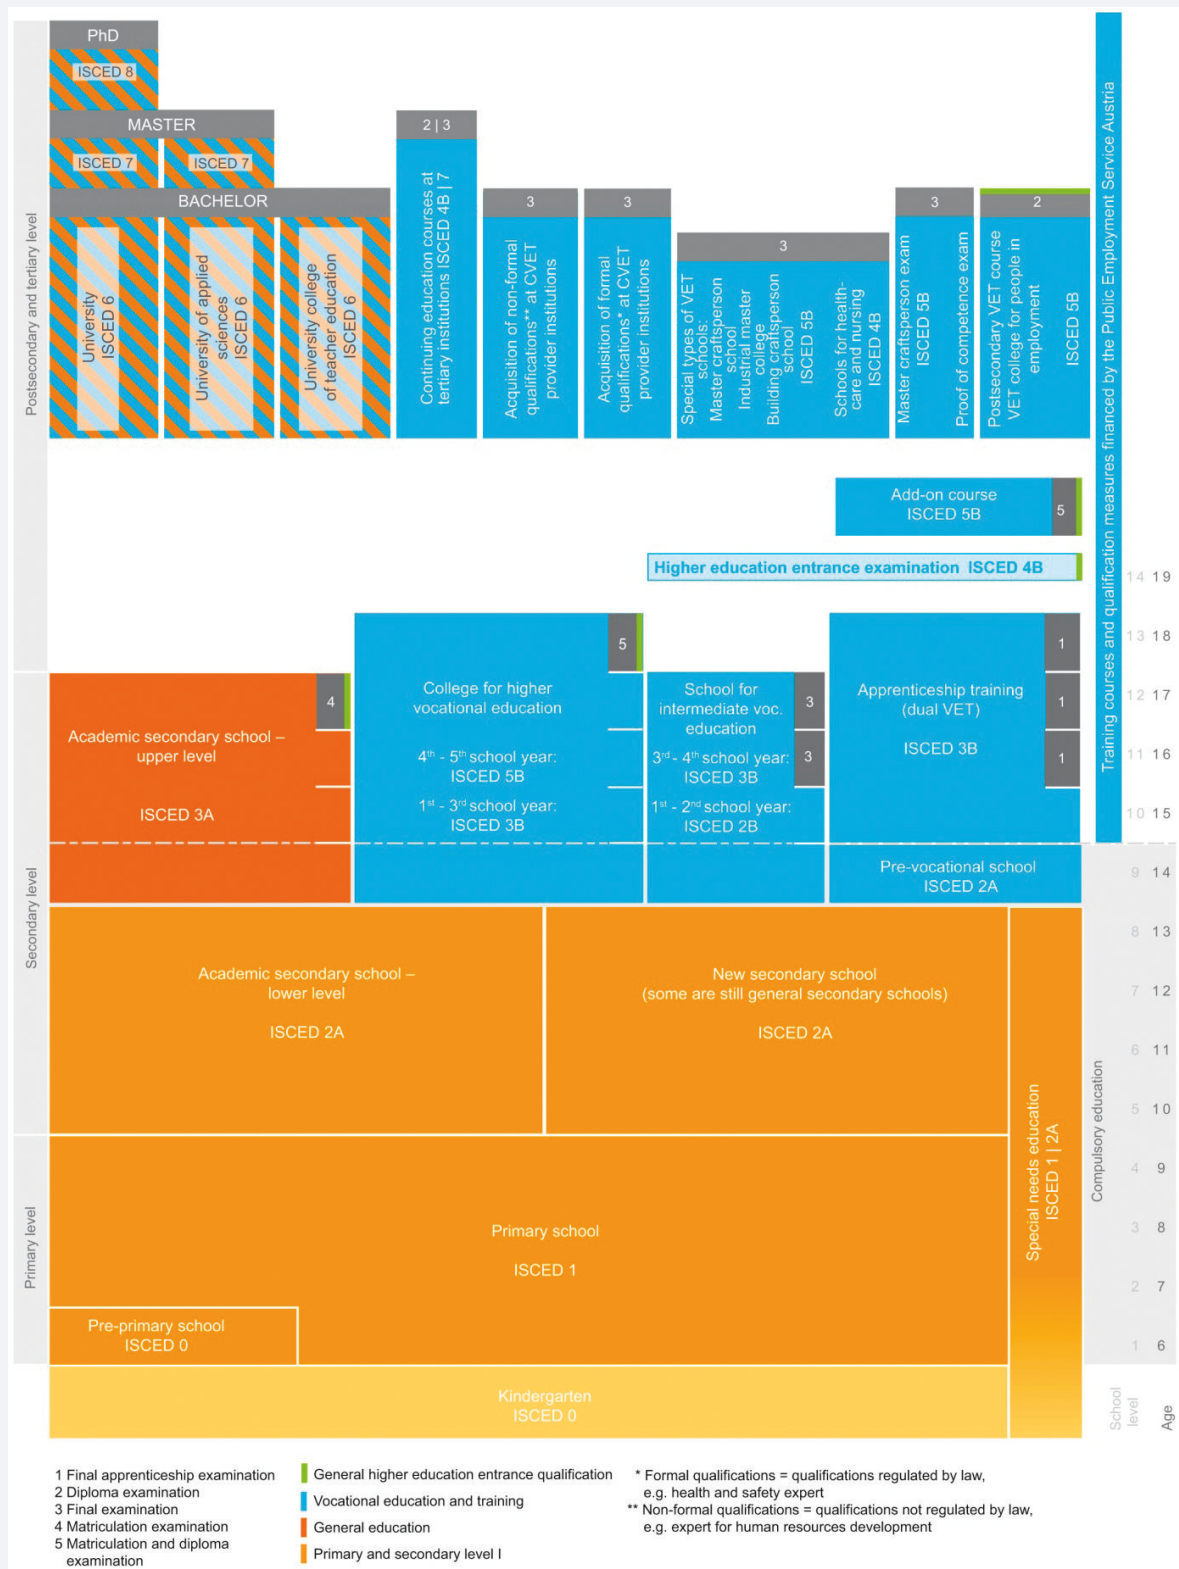 PhD
ISCED 8
MASTER
ISCED 7
ISCED 7
BACHELOR
University
ISCED 6
University of applied
sciences
ISCED 6
University college
of teacher education
ISCED 6
2 | 3
Continuing education courses at
tertiary institutions ISCED 4B | 7
3
Acquisition of non-formal
qualifications** at CVET
provider institutions
3
Acquisition of formal
qualifications* at CVET
provider institutions
3
Special types of VET
schools:
Master craftsperson
school
Industrial master
college
Building craftsperson
school
ISCED 5B
Schools for health-
care and nursing
ISCED 4B
3
Master craftsperson exam
ISCED 5B
Proof of competence exam
2
Postsecondary VET course
VET college for people in
employment
ISCED 5B
Training courses and qualification measures financed by the Public Employment Service Austria
Postsecondary and tertiary level
Add-on course
ISCED 5B
5
Higher education entrance examination ISCED 4B
14 19
13 18
12 17
11 16
10 15
9 14
8 13
7 12
6 11
5 10
4 9
3 8
2 7
1 6
School
level
Age
Compulsory education
Secondary level
Academic secondary school –
upper level
ISCED 3A
4
College for higher
vocational education
4th - 5th school year:
ISCED 5B
1st - 3rd school year:
ISCED 3B
5
School for
intermediate voc.
education
3rd - 4th school year:
ISCED 3B
1st - 2nd school year:
ISCED 2B
3
3
Apprenticeship training
(dual VET)
ISCED 3B
1
1
1
Pre-vocational school
ISCED 2A
Academic secondary school –
lower level
ISCED 2A
New secondary school
(some are still general secondary schools)
ISCED 2A
Special needs education
ISCED 1 | 2A
Primary level
Primary school
ISCED 1
Pre-primary school
ISCED 0
Kindergarten
ISCED 0
1 Final apprenticeship examination
2 Diploma examination
3 Final examination
4 Matriculation examination
5 Matriculation and diploma
examination
General higher education entrance qualification
Vocational education and training
General education
Primary and secondary level I
* Formal qualifications = qualifications regulated by law,
e.g. health and safety expert
** Non-formal qualifications = qualifications not regulated by law,
e.g. expert for human resources development